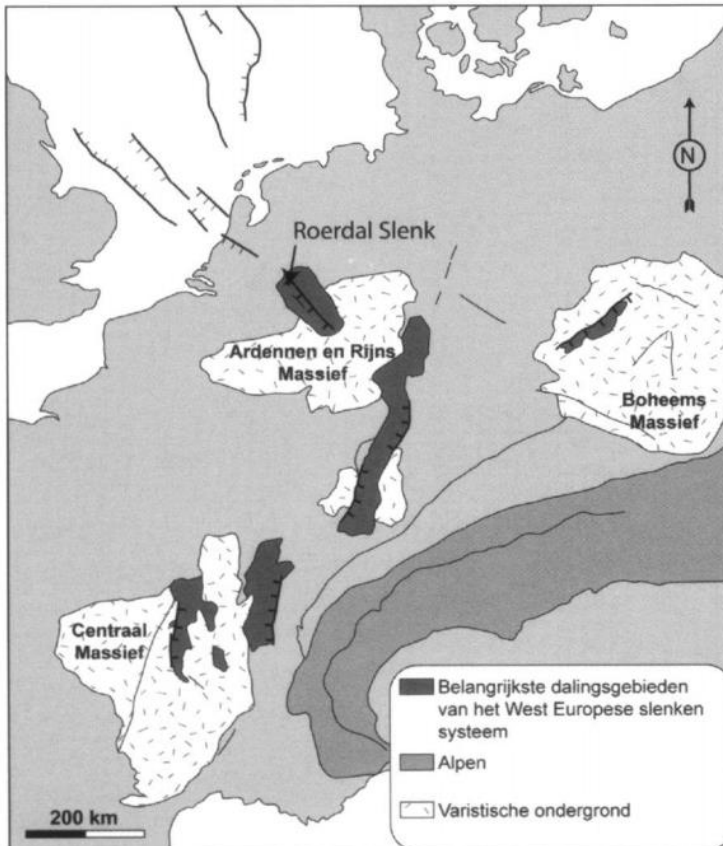 N
Roerdal Slenk
Ardennen en Rijns
Massief
Boheems
Massief
Centraal
Massief
Belangrijkste dalingsgebieden
van het West Europese slenken
systeem
Alpen
Varistische ondergrond
200 km